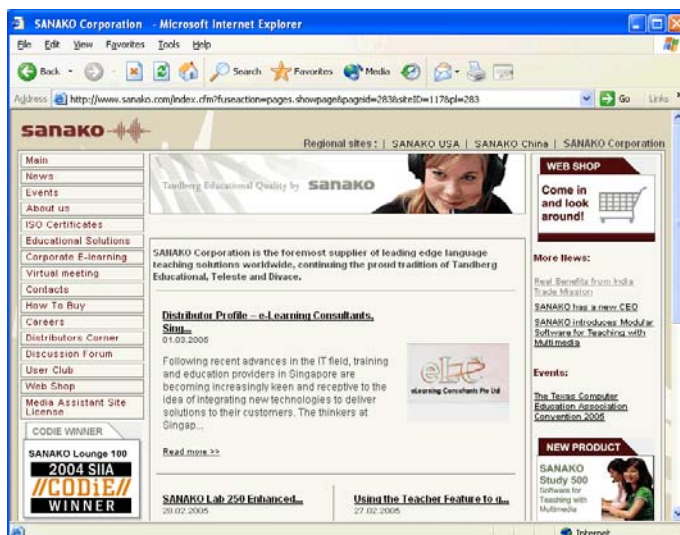 SANAKO Corporation - Microsoft Internet Explorer
File Edit View Favorites Tools Help
Back Search Favorites Media
Address http://www.sanako.com/index.cfm?fuseaction=pages.showpage&pageid=283&siteID=117&pl=283 Go Links
sanako
Regional sites : | SANAKO USA | SANAKO China | SANAKO Corporation
Main
News
Events
About us
ISO Certificates
Educational Solutions
Corporate E-learning
Virtual meeting
Contacts
How To Buy
Careers
Distributors Corner
Discussion Forum
User Club
Web Shop
Media Assistant Site
License
CODIE WINNER
SANAKO Lounge 100
2004 SIIA
//CODiE//
WINNER
Tandberg Educational Quality by sanako
SANAKO Corporation is the foremost supplier of leading edge language
teaching solutions worldwide, continuing the proud tradition of Tandberg
Educational, Teleste and Divace.
Distributor Profile – e-Learning Consultants,
Sing...
01.03.2005
Following recent advances in the IT field, training
and education providers in Singapore are
becoming increasingly keen and receptive to the
idea of integrating new technologies to deliver
solutions to their customers. The thinkers at
Singap...
eLC
eLearning Consultants Pte Ltd
Read more >>
SANAKO Lab 250 Enhanced...
28.02.2005
Using the Teacher Feature to g...
27.02.2005
WEB SHOP
Come in
and look
around!
More News:
Real Benefits from India
Trade Mission
SANAKO has a new CEO
SANAKO introduces Modular
Software for Teaching with
Multimedia
Events:
The Texas Computer
Education Association
Convention 2005
NEW PRODUCT
SANAKO
Study 500
Software for
Teaching with
Multimedia
Internet